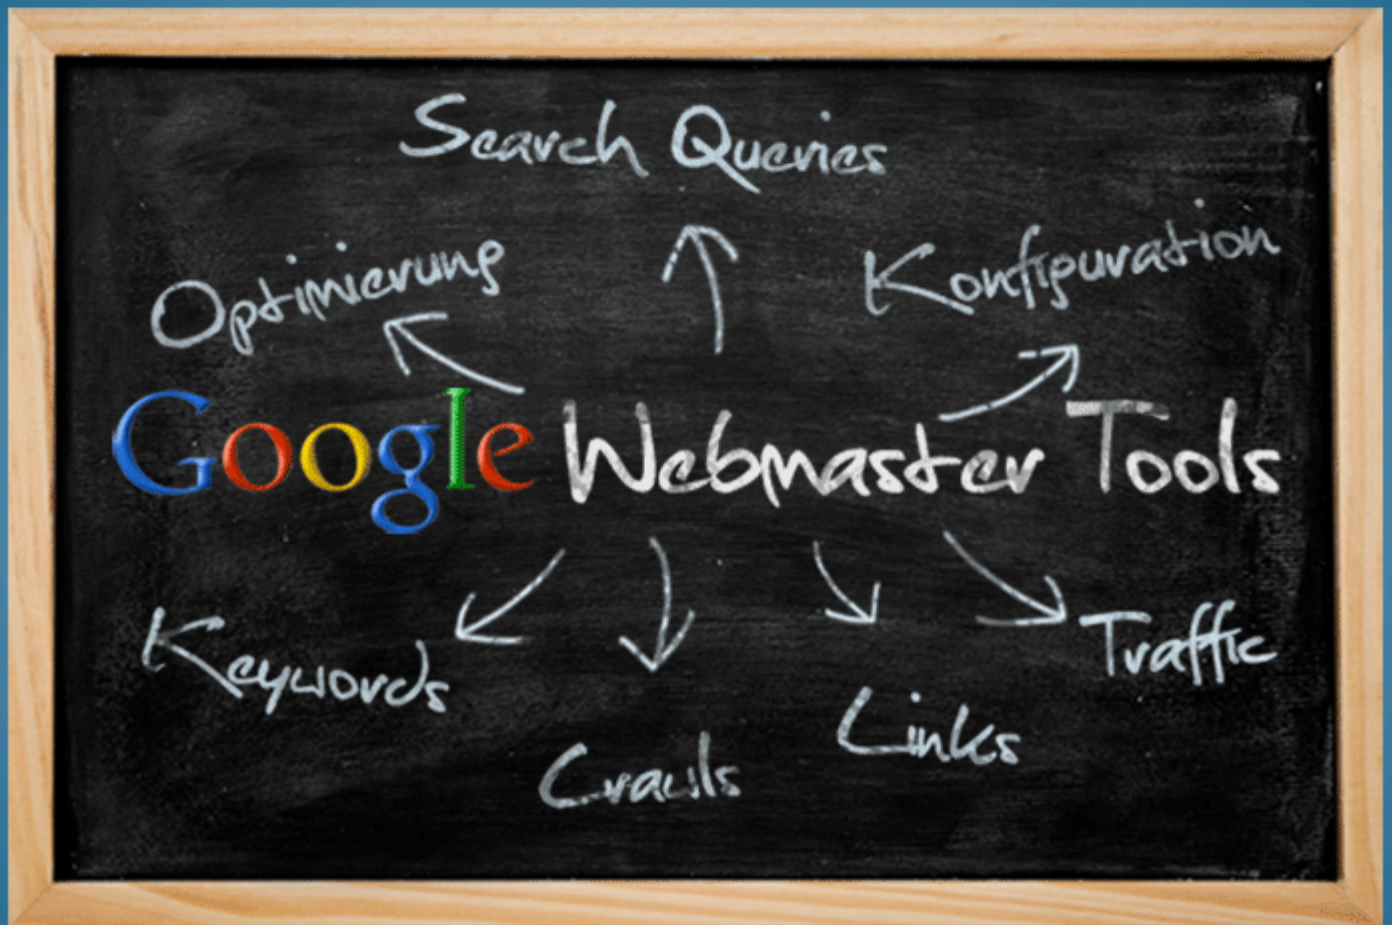 Search Queries
Optimierung
Konfiguration
Google Webmaster Tools
Keywords
Traffic
Links
Crawls